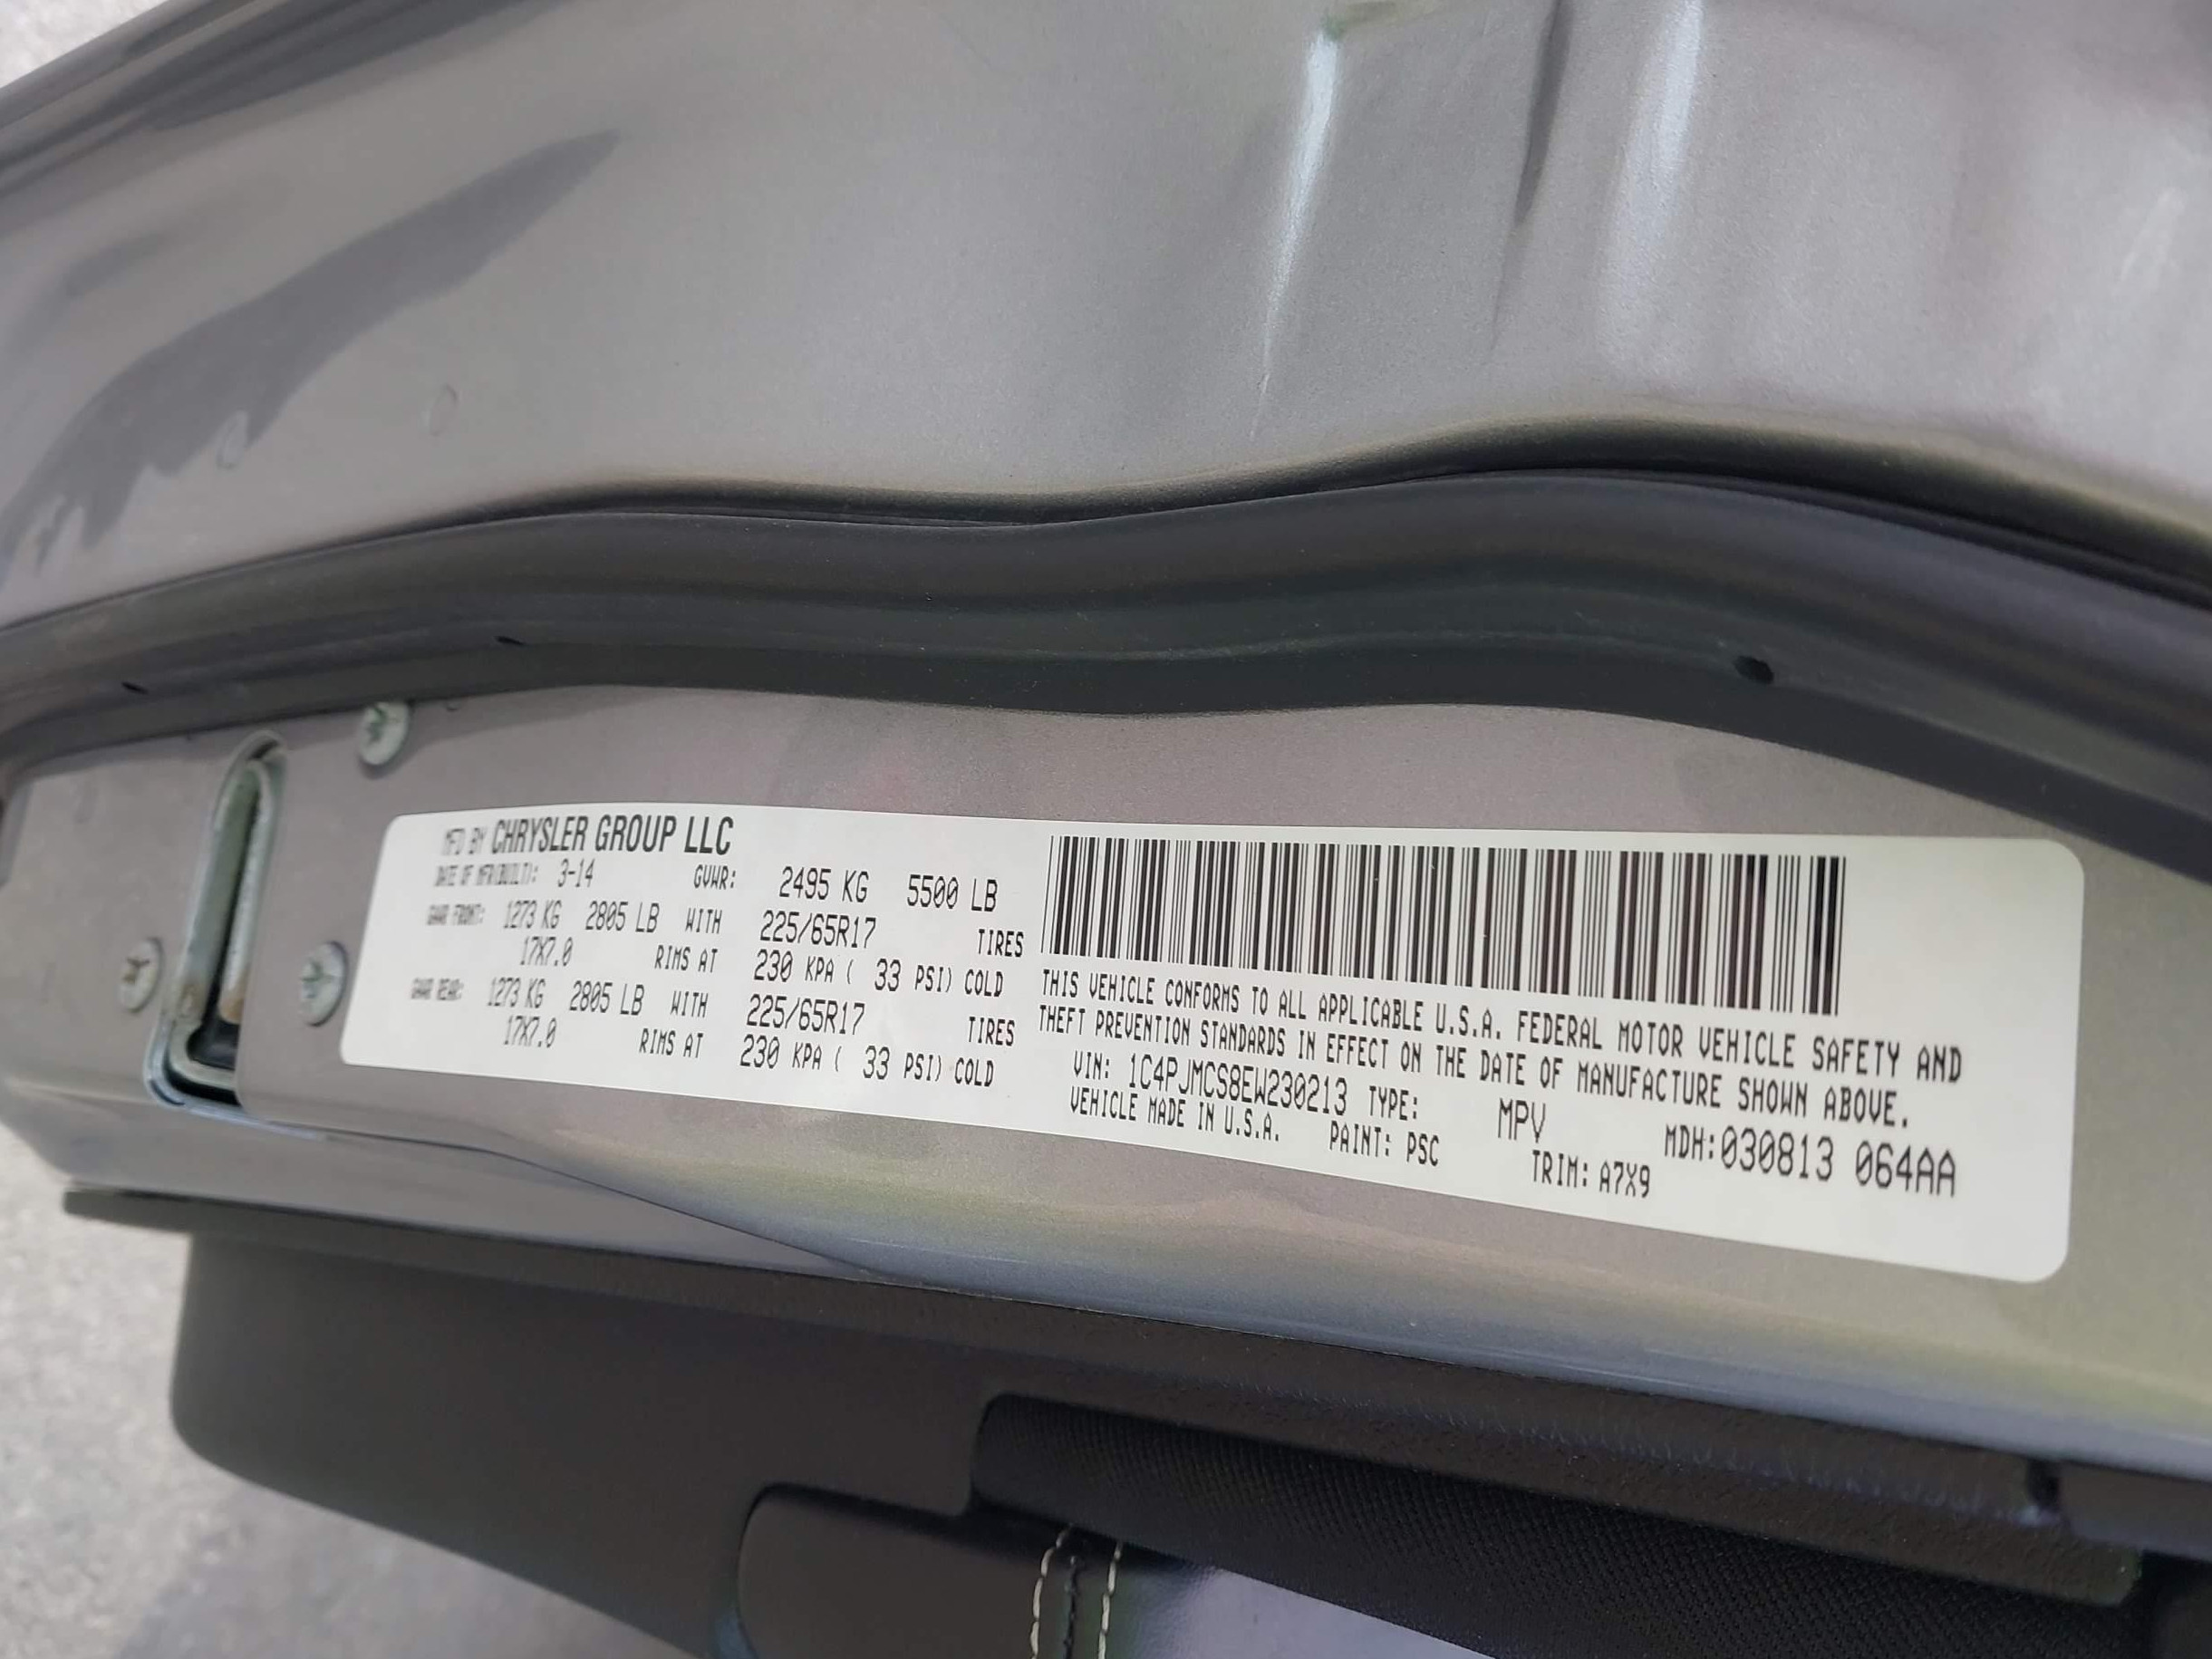 MFD BY CHRYSLER GROUP LLC
DATE OF MFR(BUILT): 3-14 GVWR: 2495 KG 5500 LB
GAWR FRONT: 1273 KG 2805 LB WITH 225/65R17 TIRES
17X7.0 RIMS AT 230 KPA ( 33 PSI) COLD
GAWR REAR: 1273 KG 2805 LB WITH 225/65R17 TIRES
17X7.0 RIMS AT 230 KPA ( 33 PSI) COLD
THIS VEHICLE CONFORMS TO ALL APPLICABLE U.S.A. FEDERAL MOTOR VEHICLE SAFETY AND
THEFT PREVENTION STANDARDS IN EFFECT ON THE DATE OF MANUFACTURE SHOWN ABOVE.
VIN: 1C4PJMCS8EW230213 TYPE: MPV MDH:030813 064AA
VEHICLE MADE IN U.S.A. PAINT: PSC TRIM: A7X9